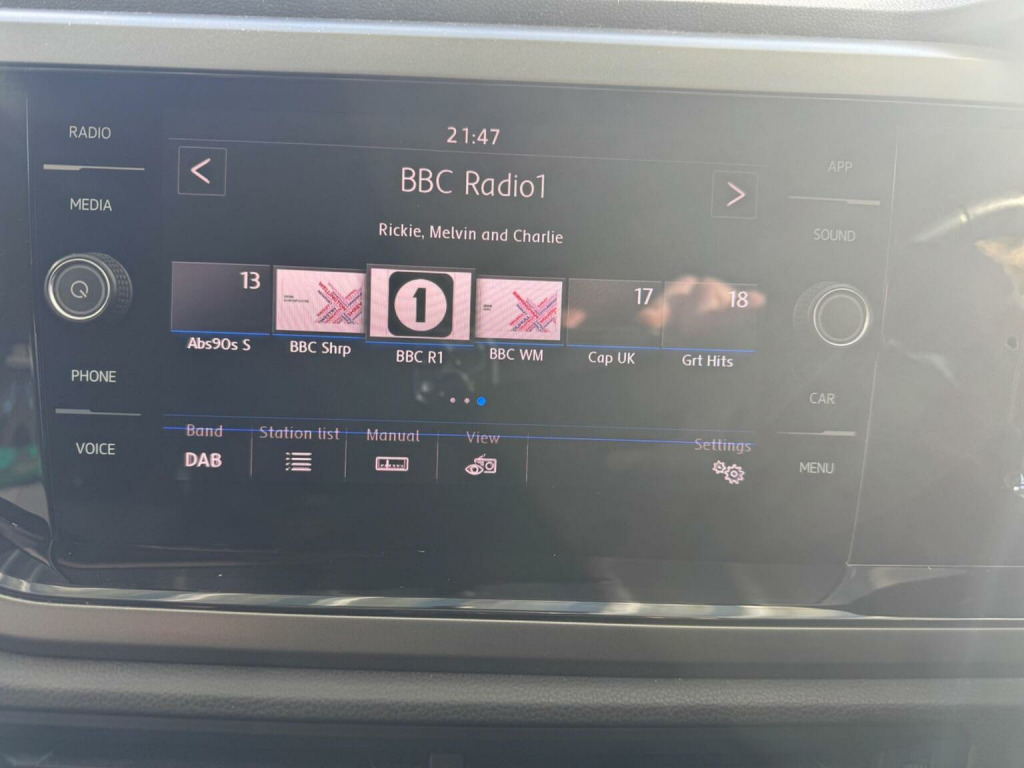 RADIO
MEDIA
PHONE
VOICE
21:47
<
BBC Radio1
>
Rickie, Melvin and Charlie
13
1
17
18
Abs90s S
BBC Shrp
BBC R1
BBC WM
Cap UK
Grt Hits
Band
Station list
Manual
View
Settings
DAB
APP
SOUND
CAR
MENU